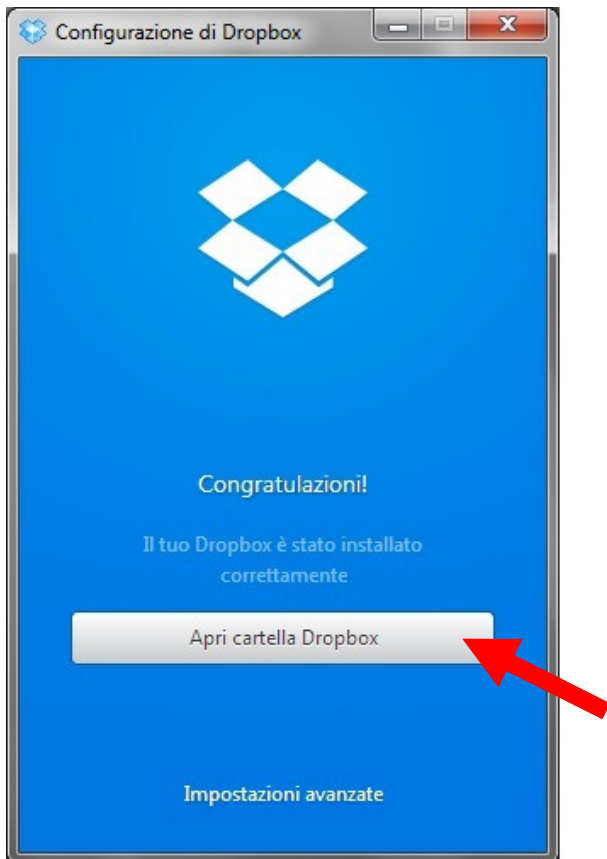 Configurazione di Dropbox
Congratulazioni!
Il tuo Dropbox è stato installato
correttamente
Apri cartella Dropbox
Impostazioni avanzate